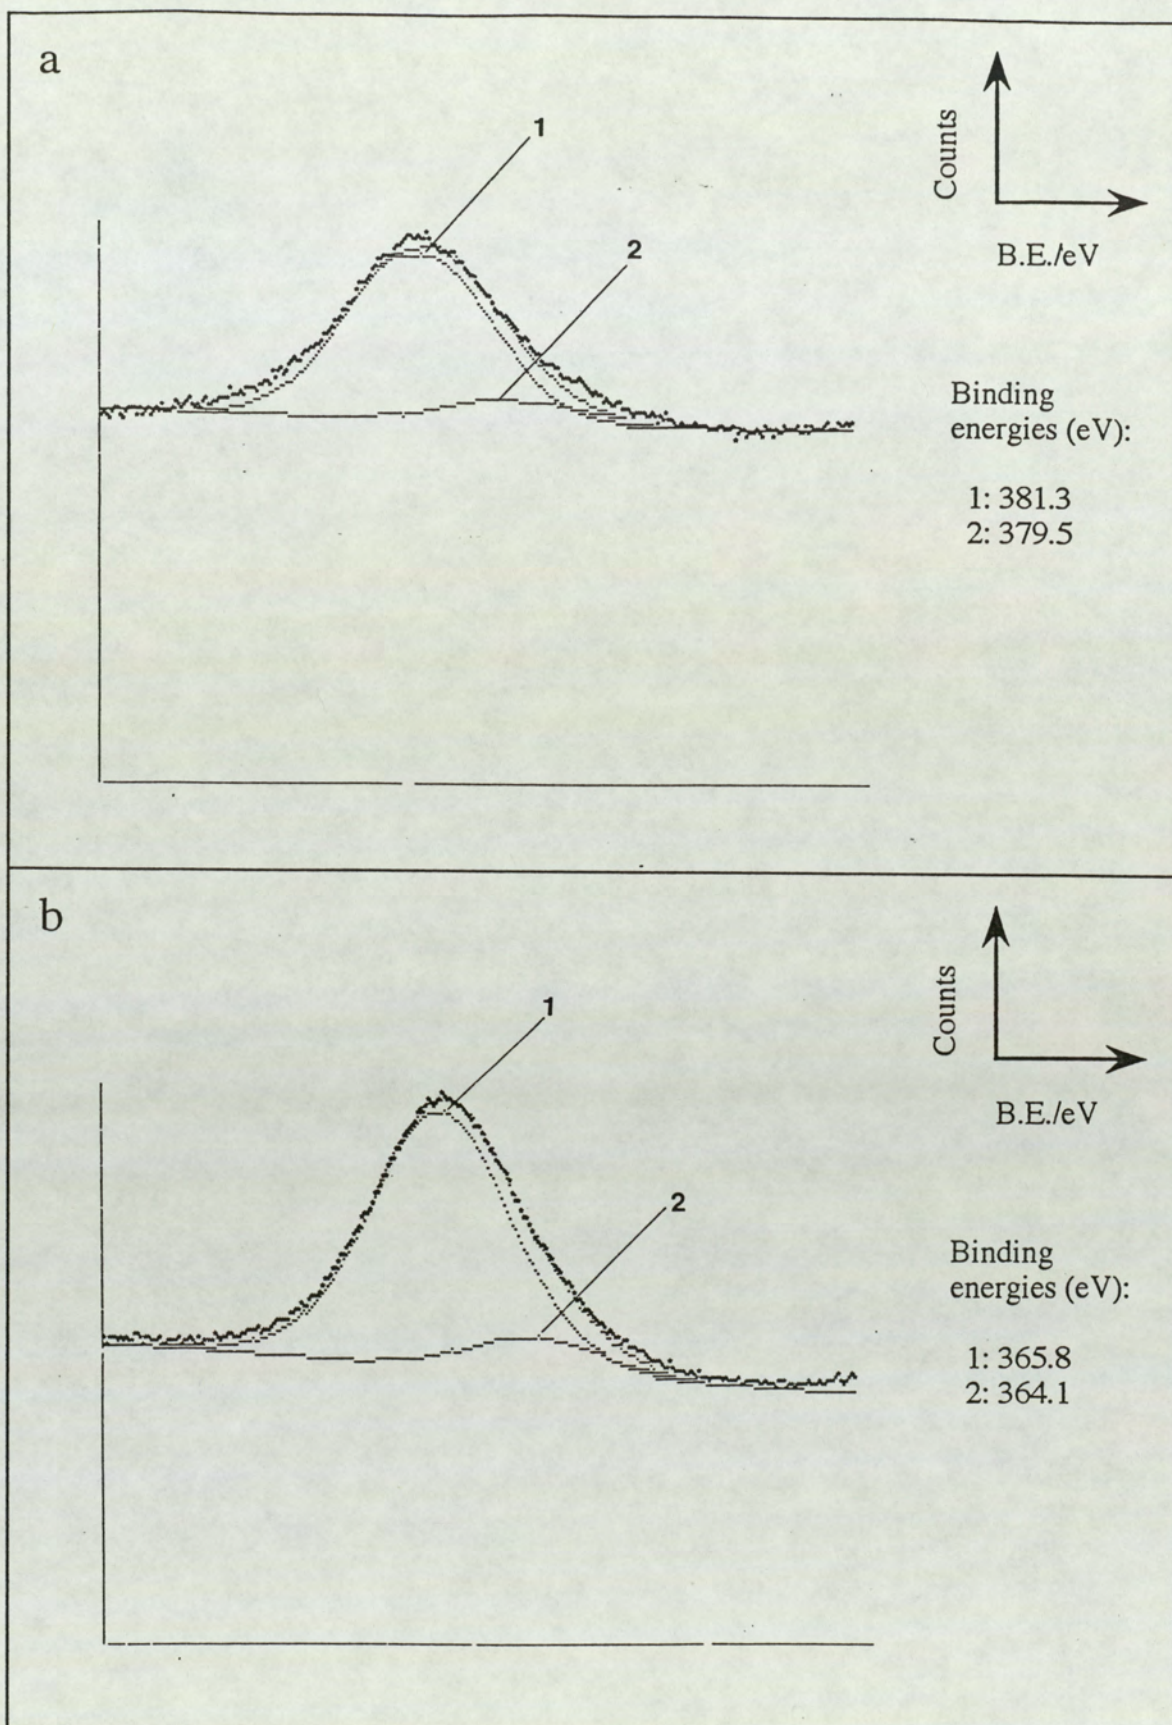 a
1
2
Counts
B.E./eV
Binding
energies (eV):
1: 381.3
2: 379.5
b
1
2
Counts
B.E./eV
Binding
energies (eV):
1: 365.8
2: 364.1